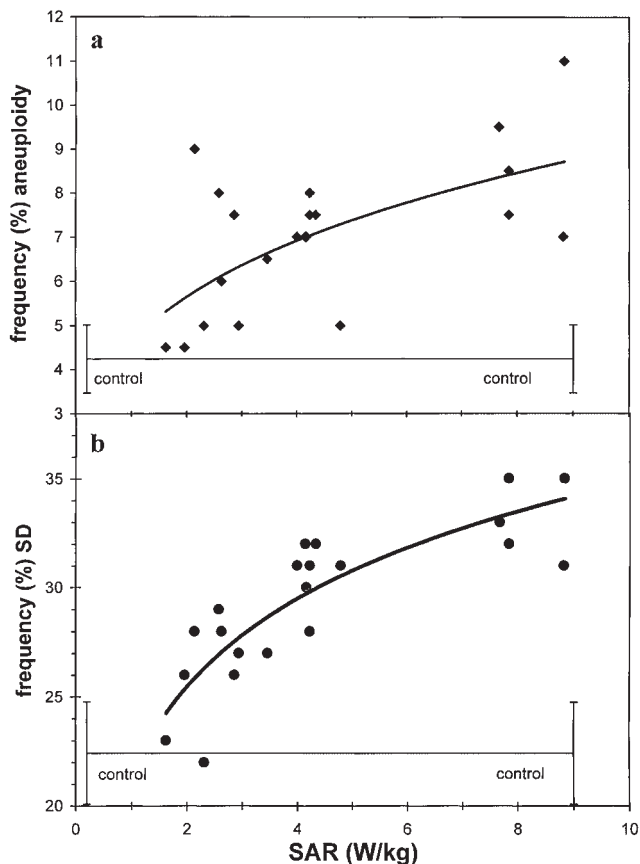 a
12
11
10
9
8
7
6
5
4
3
frequency (%) aneuploidy
control control
b
35
30
25
20
frequency (%) SD
control control
0 2 4 6 8 10
SAR (W/kg)